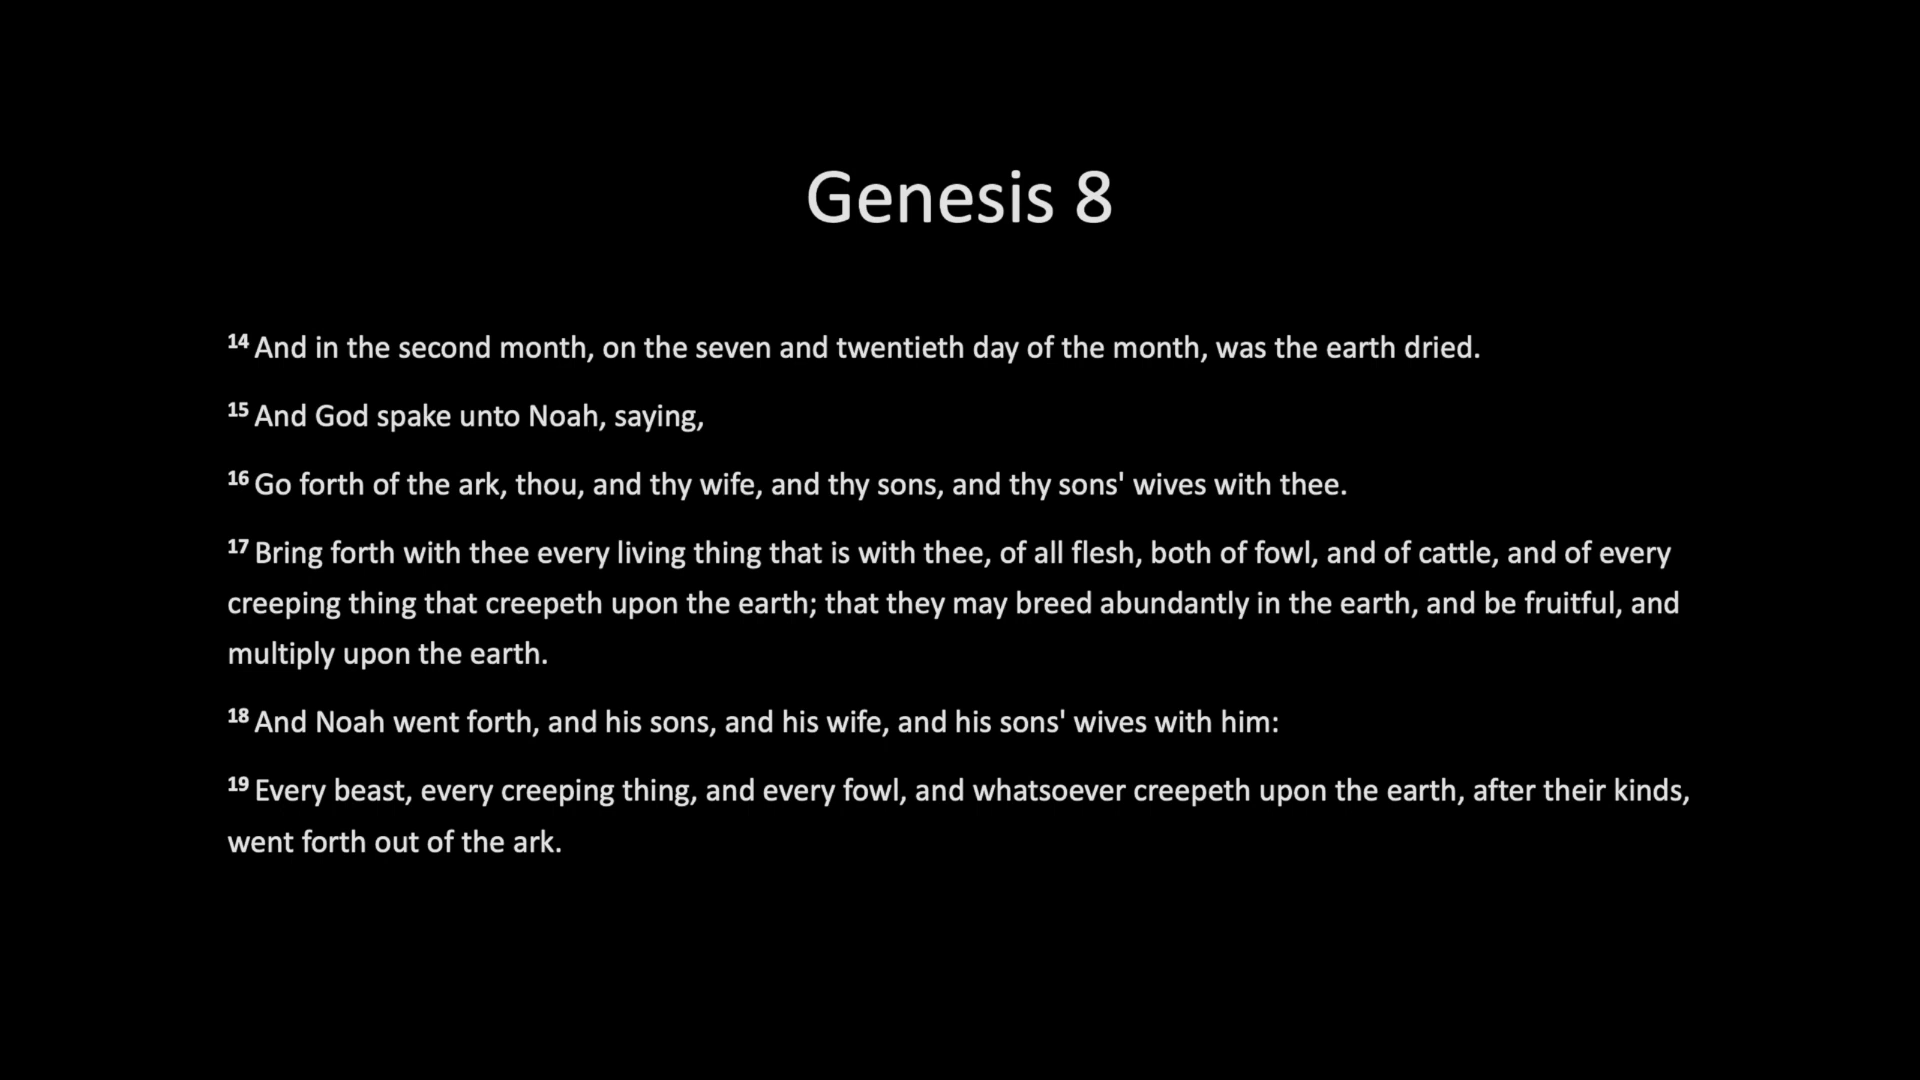 Genesis 8
14 And in the second month, on the seven and twentieth day of the month, was the earth dried.
15 And God spake unto Noah, saying,
16 Go forth of the ark, thou, and thy wife, and thy sons, and thy sons' wives with thee.
17 Bring forth with thee every living thing that is with thee, of all flesh, both of fowl, and of cattle, and of every
creeping thing that creepeth upon the earth; that they may breed abundantly in the earth, and be fruitful, and
multiply upon the earth.
18 And Noah went forth, and his sons, and his wife, and his sons' wives with him:
19 Every beast, every creeping thing, and every fowl, and whatsoever creepeth upon the earth, after their kinds,
went forth out of the ark.